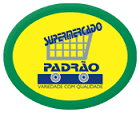 SUPERMERCADO
PADRÃO
VARIEDADE COM QUALIDADE